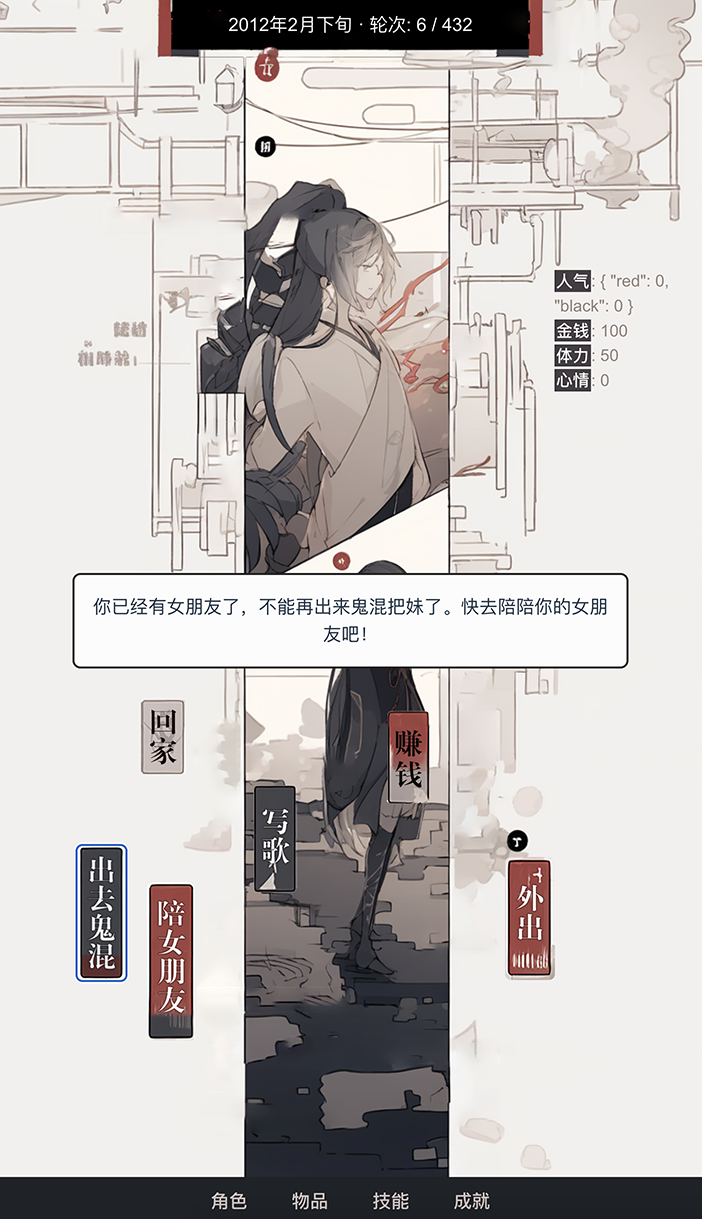 2012年2月下旬 · 轮次: 6 / 432
人气: { "red": 0,
"black": 0 }
金钱: 100
体力: 50
心情: 0
你已经有女朋友了，不能再出来鬼混把妹了。快去陪陪你的女朋
友吧！
回家
赚钱
写歌
出去鬼混
陪女朋友
外出
角色 物品 技能 成就